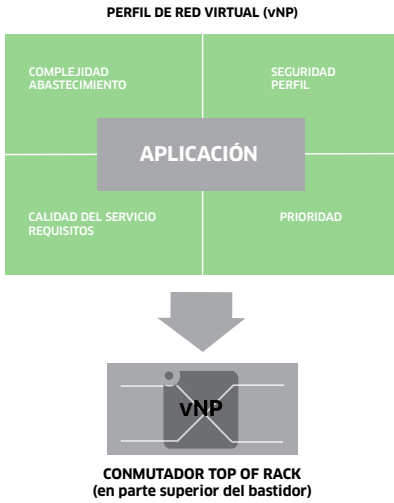 PERFIL DE RED VIRTUAL (vNP)
COMPLEJIDAD
ABASTECIMIENTO
SEGURIDAD
PERFIL
APLICACIÓN
CALIDAD DEL SERVICIO
REQUISITOS
PRIORIDAD
vNP
CONMUTADOR TOP OF RACK
(en parte superior del bastidor)